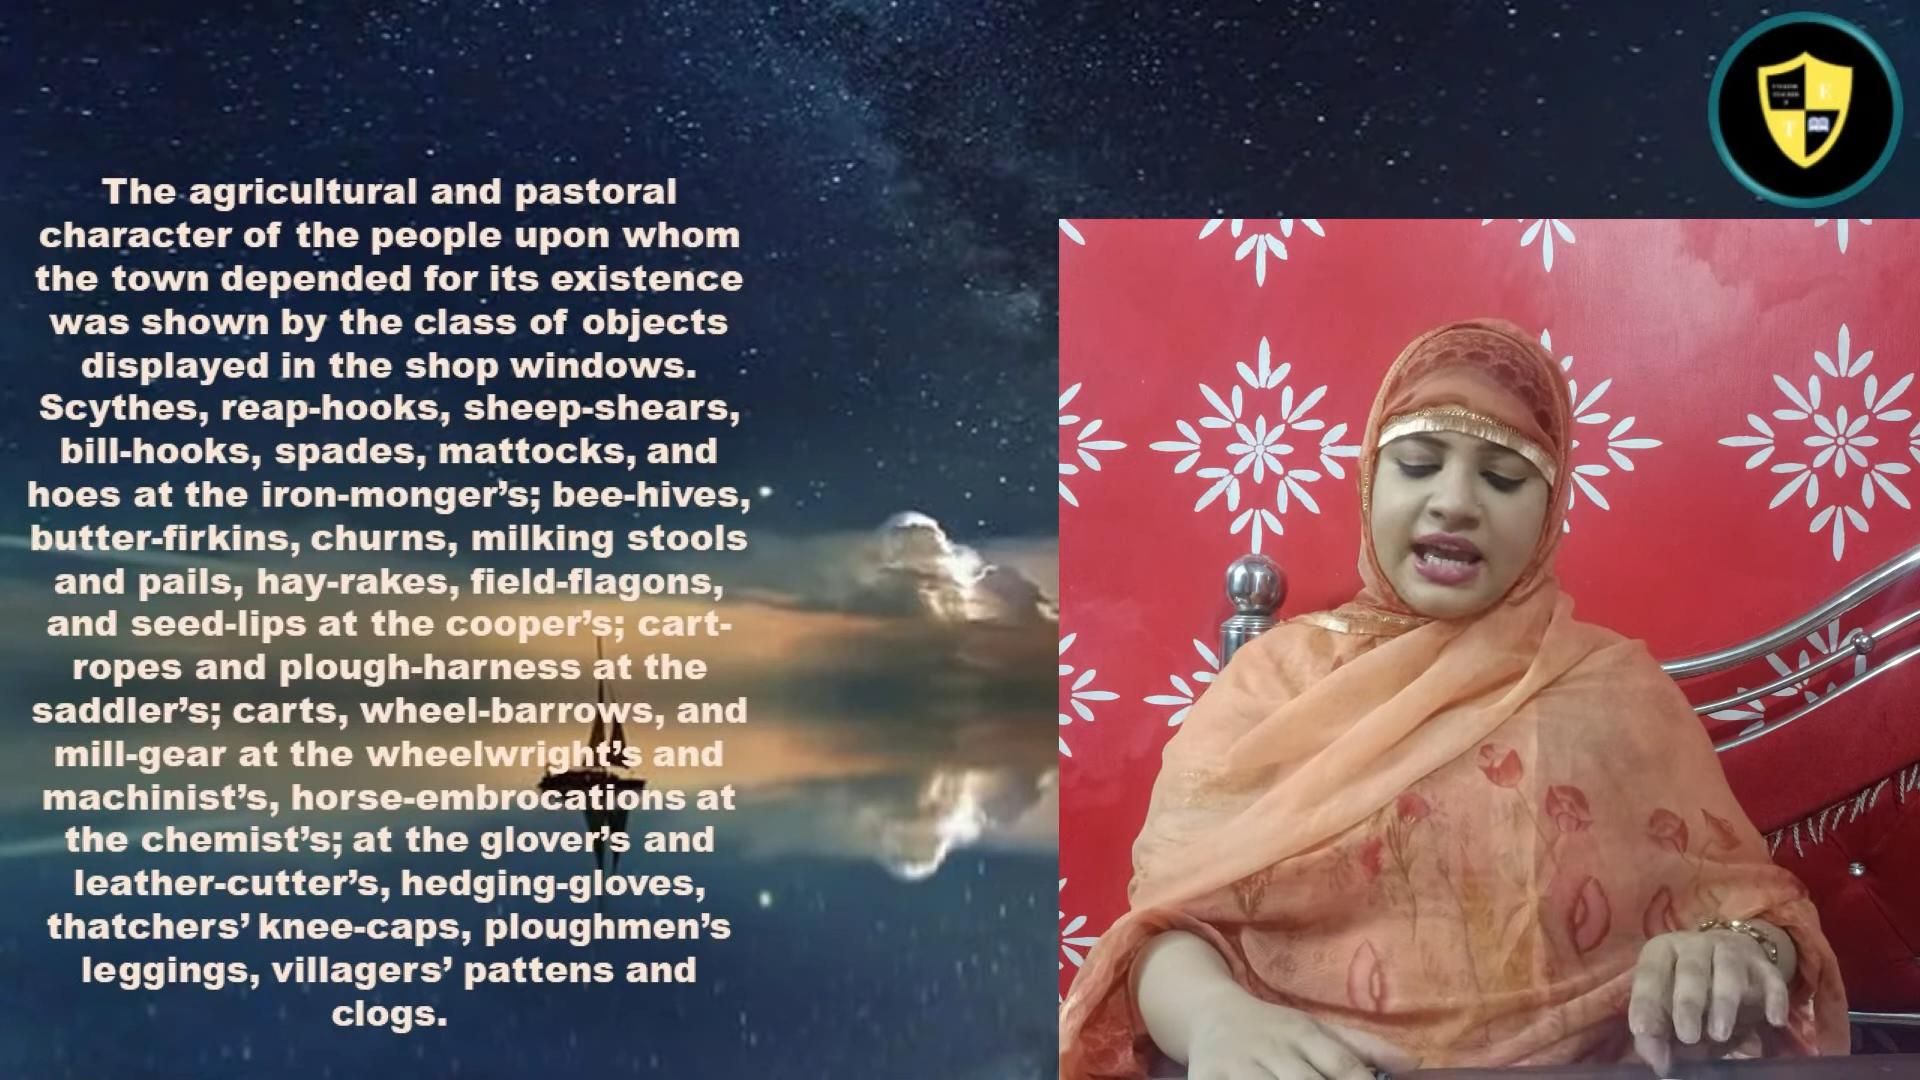 The agricultural and pastoral
character of the people upon whom
the town depended for its existence
was shown by the class of objects
displayed in the shop windows.
Scythes, reap-hooks, sheep-shears,
bill-hooks, spades, mattocks, and
hoes at the iron-monger’s; bee-hives,
butter-firkins, churns, milking stools
and pails, hay-rakes, field-flagons,
and seed-lips at the cooper’s; cart-
ropes and plough-harness at the
saddler’s; carts, wheel-barrows, and
mill-gear at the wheelwright’s and
machinist’s, horse-embrocations at
the chemist’s; at the glover’s and
leather-cutter’s, hedging-gloves,
thatchers’ knee-caps, ploughmen’s
leggings, villagers’ pattens and
clogs.
E
T